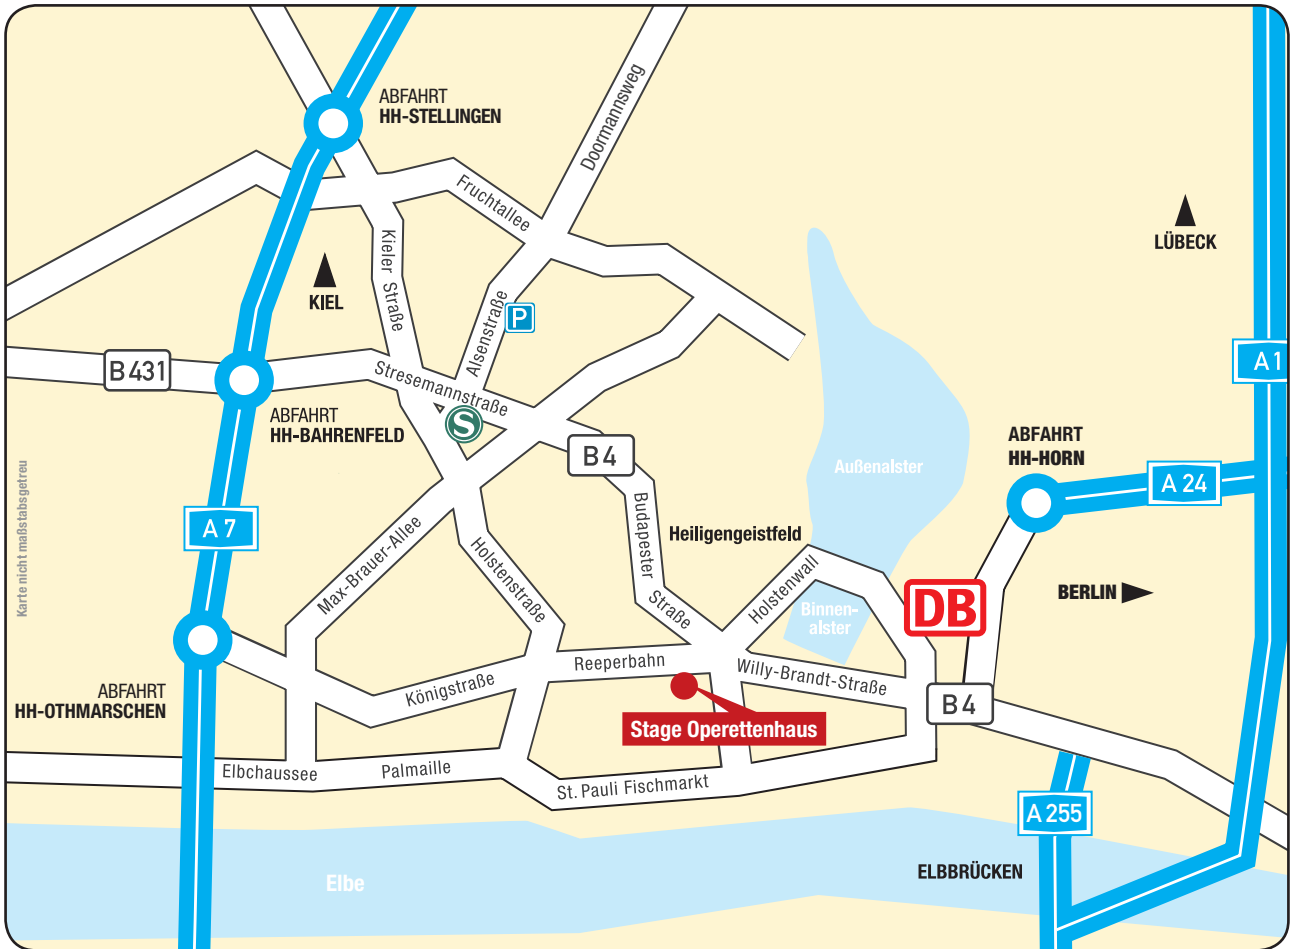 ABFAHRT
HH-STELLINGEN
Doormannsweg
Fruchtallee
Kieler Straße
LÜBECK
KIEL
Alsenstraße
P
B 431
A 1
Stresemannstraße
ABFAHRT
HH-BAHRENFELD
S
B 4
ABFAHRT
HH-HORN
Außenalster
A 24
Karte nicht maßstabsgetreu
A 7
Budapester
Straße
Heiligengeistfeld
Max-Brauer-Allee
Holstenstraße
Holstenwall
BERLIN
Binnen-
alster
DB
Reeperbahn
Willy-Brandt-Straße
Königstraße
ABFAHRT
HH-OTHMARSCHEN
B 4
Stage Operettenhaus
Elbchaussee
Palmaille
St. Pauli Fischmarkt
A 255
ELBBRÜCKEN
Elbe